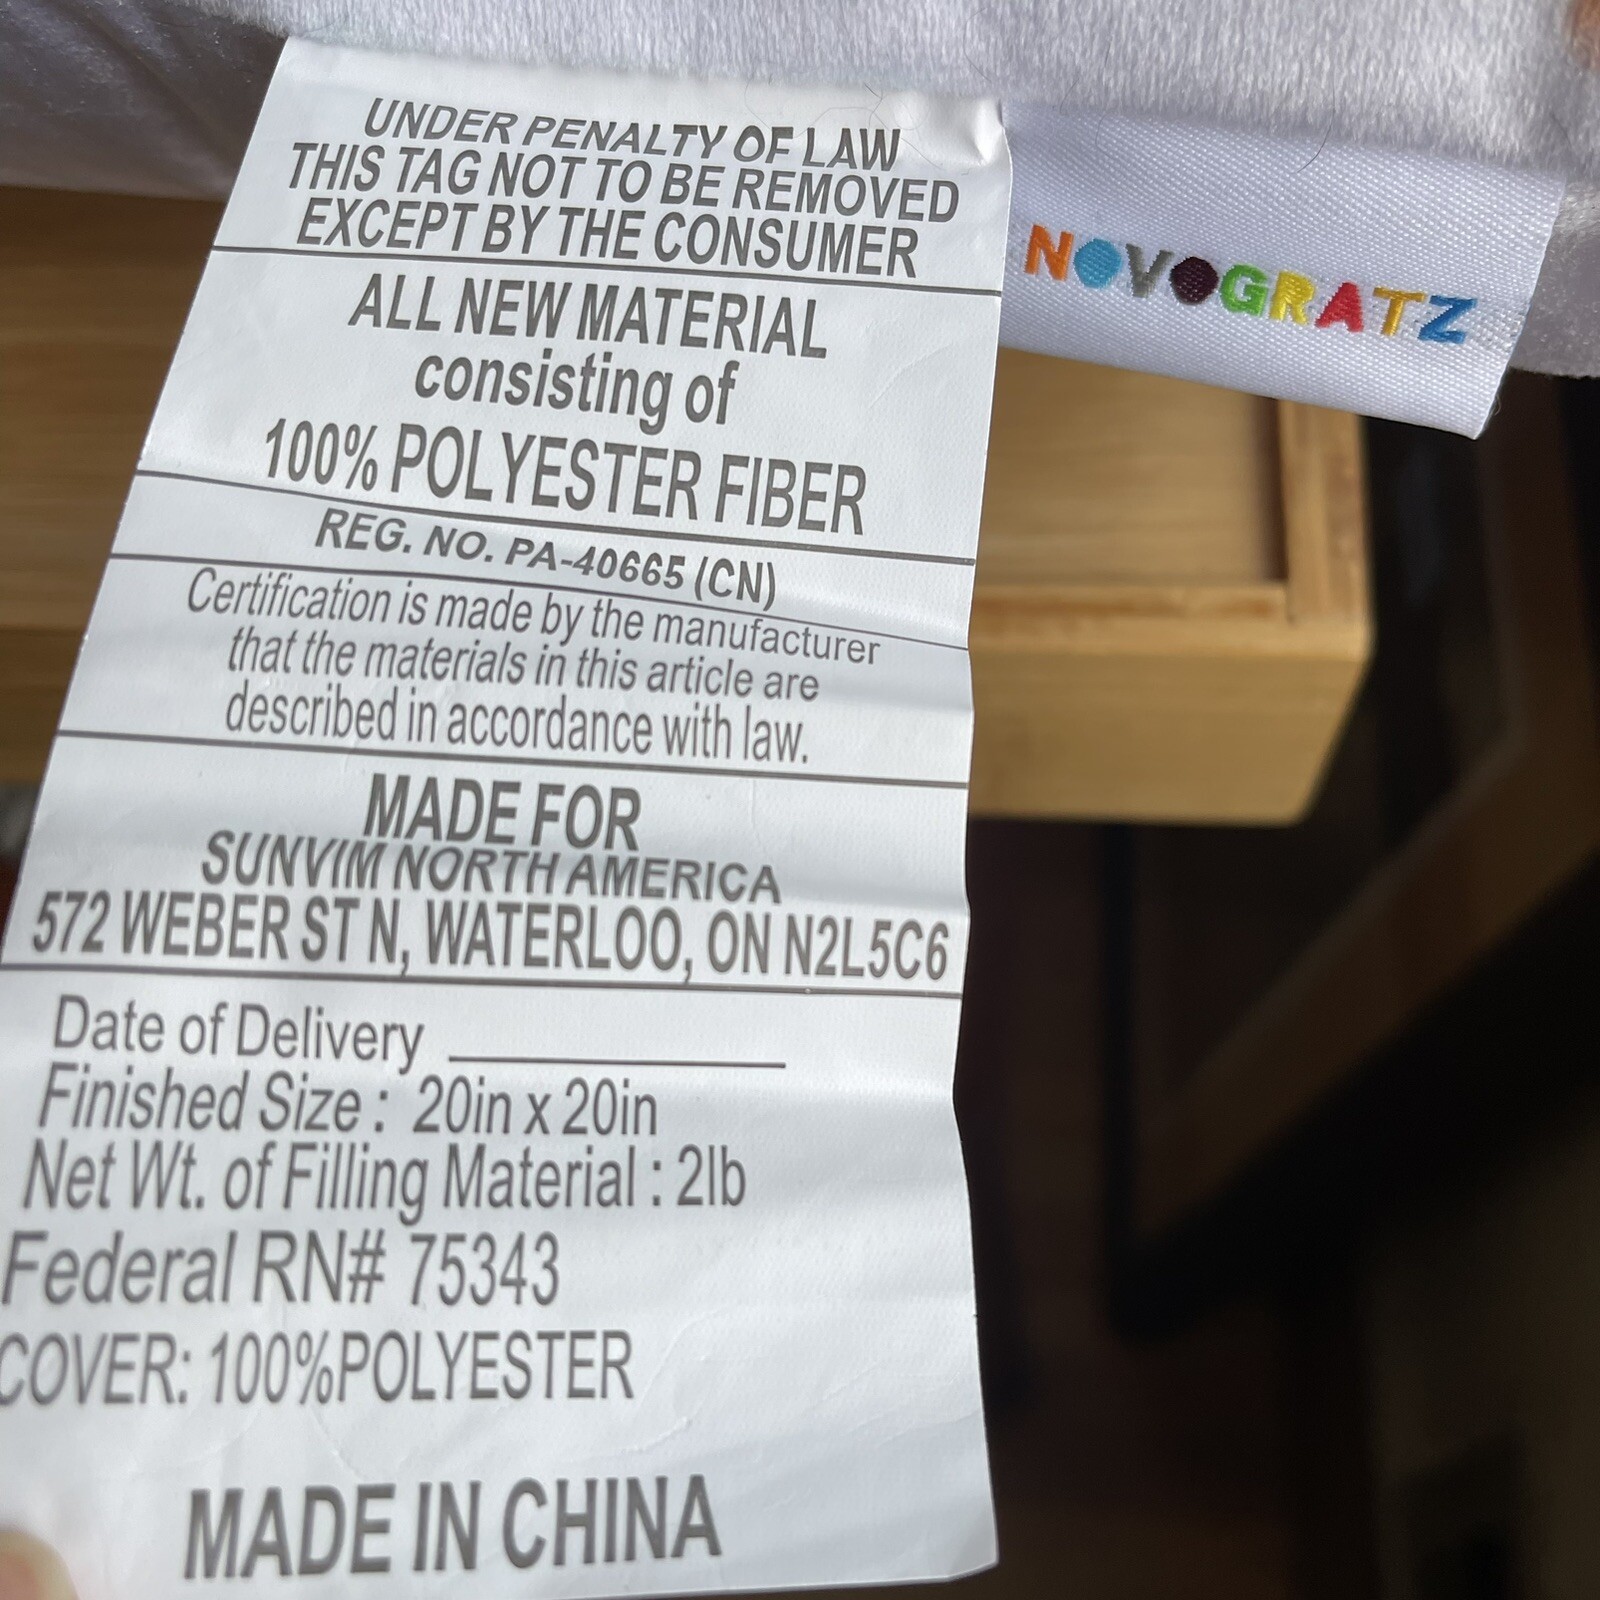 UNDER PENALTY OF LAW
THIS TAG NOT TO BE REMOVED
EXCEPT BY THE CONSUMER
ALL NEW MATERIAL
consisting of
100% POLYESTER FIBER
REG. NO. PA-40665 (CN)
Certification is made by the manufacturer
that the materials in this article are
described in accordance with law.
MADE FOR
SUNVIM NORTH AMERICA
572 WEBER ST N, WATERLOO, ON N2L5C6
Date of Delivery
Finished Size : 20in x 20in
Net Wt. of Filling Material : 2lb
Federal RN# 75343
COVER: 100%POLYESTER
MADE IN CHINA
NOVOGRATZ